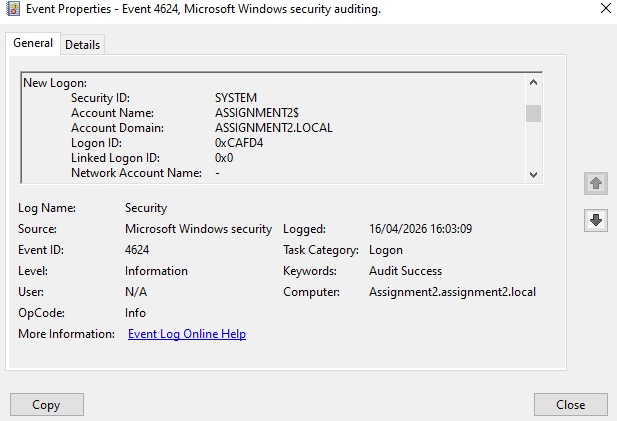 Event Properties - Event 4624, Microsoft Windows security auditing.
General Details
New Logon:
Security ID: SYSTEM
Account Name: ASSIGNMENT2$
Account Domain: ASSIGNMENT2.LOCAL
Logon ID: 0xCAFD4
Linked Logon ID: 0x0
Network Account Name: -
Log Name: Security
Source: Microsoft Windows security Logged: 16/04/2026 16:03:09
Event ID: 4624 Task Category: Logon
Level: Information Keywords: Audit Success
User: N/A Computer: Assignment2.assignment2.local
OpCode: Info
More Information: Event Log Online Help
Copy Close